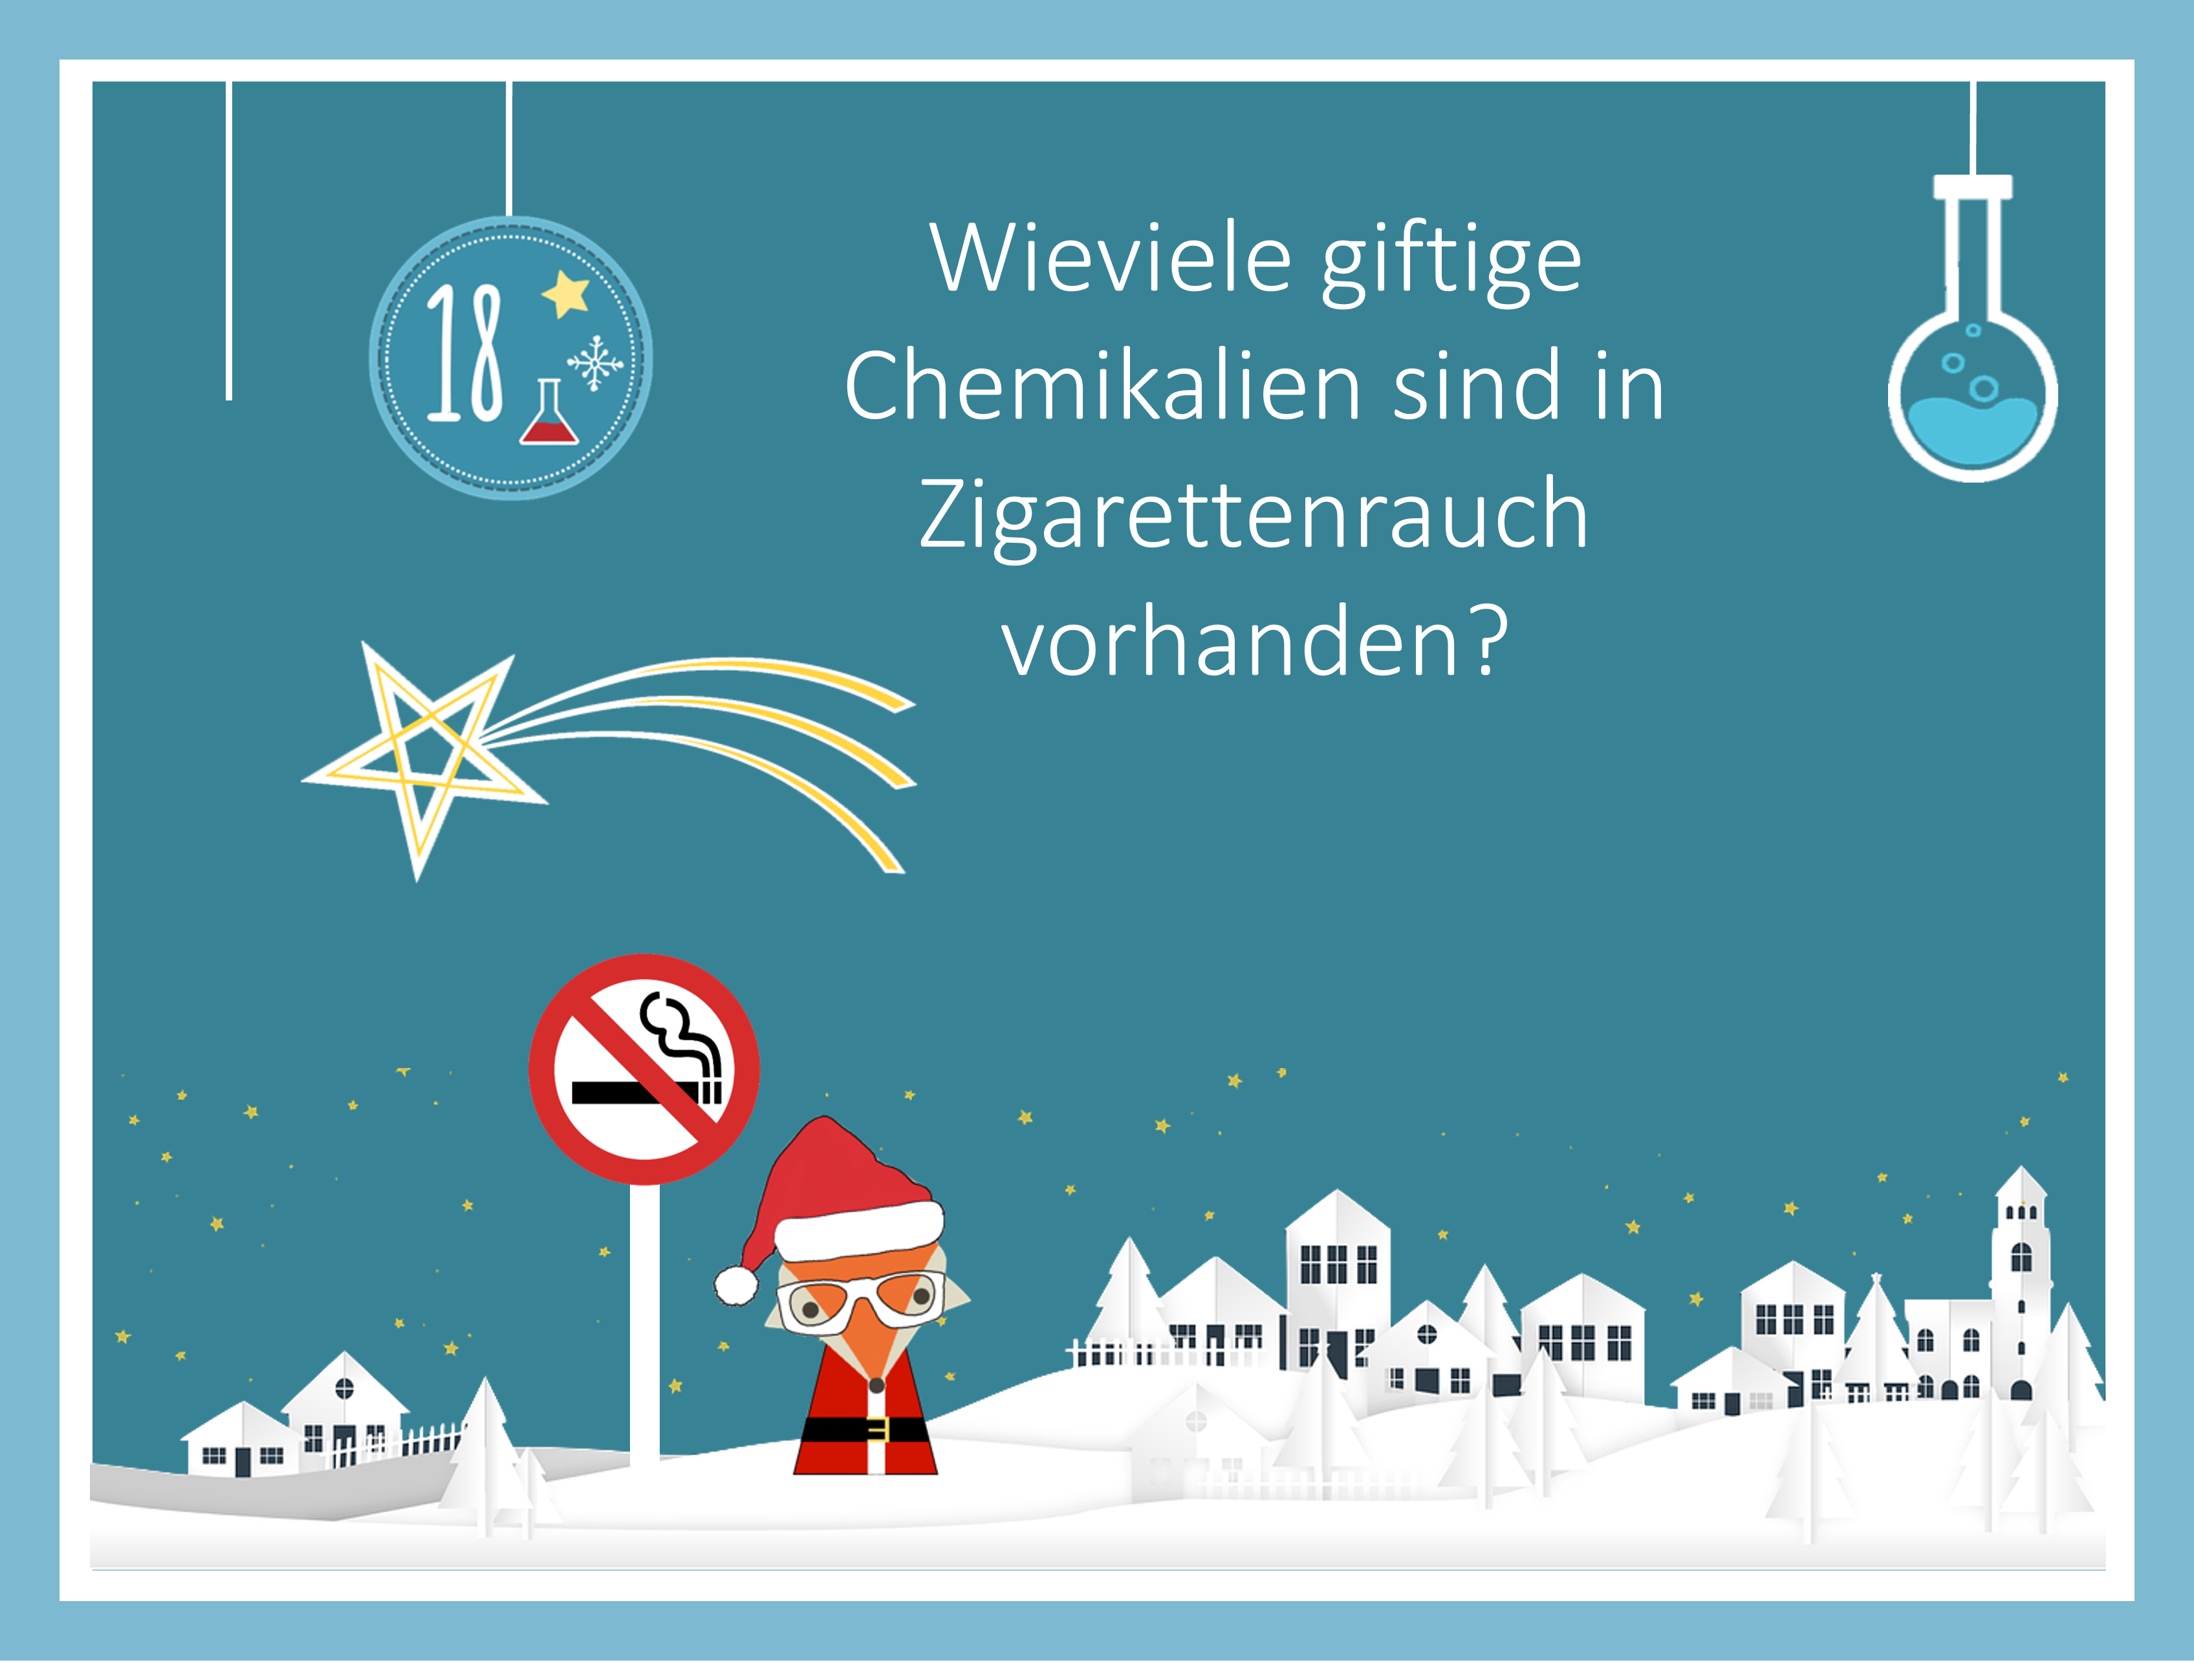 18
Wieviele giftige
Chemikalien sind in
Zigarettenrauch
vorhanden?